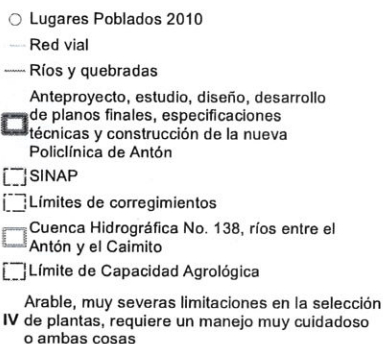 Lugares Poblados 2010
Red vial
Ríos y quebradas
Anteproyecto, estudio, diseño, desarrollo
de planos finales, especificaciones
técnicas y construcción de la nueva
Policlínica de Antón
SINAP
Límites de corregimientos
Cuenca Hidrográfica No. 138, ríos entre el
Antón y el Caimito
Límite de Capacidad Agrológica
Arable, muy severas limitaciones en la selección
IV de plantas, requiere un manejo muy cuidadoso
o ambas cosas